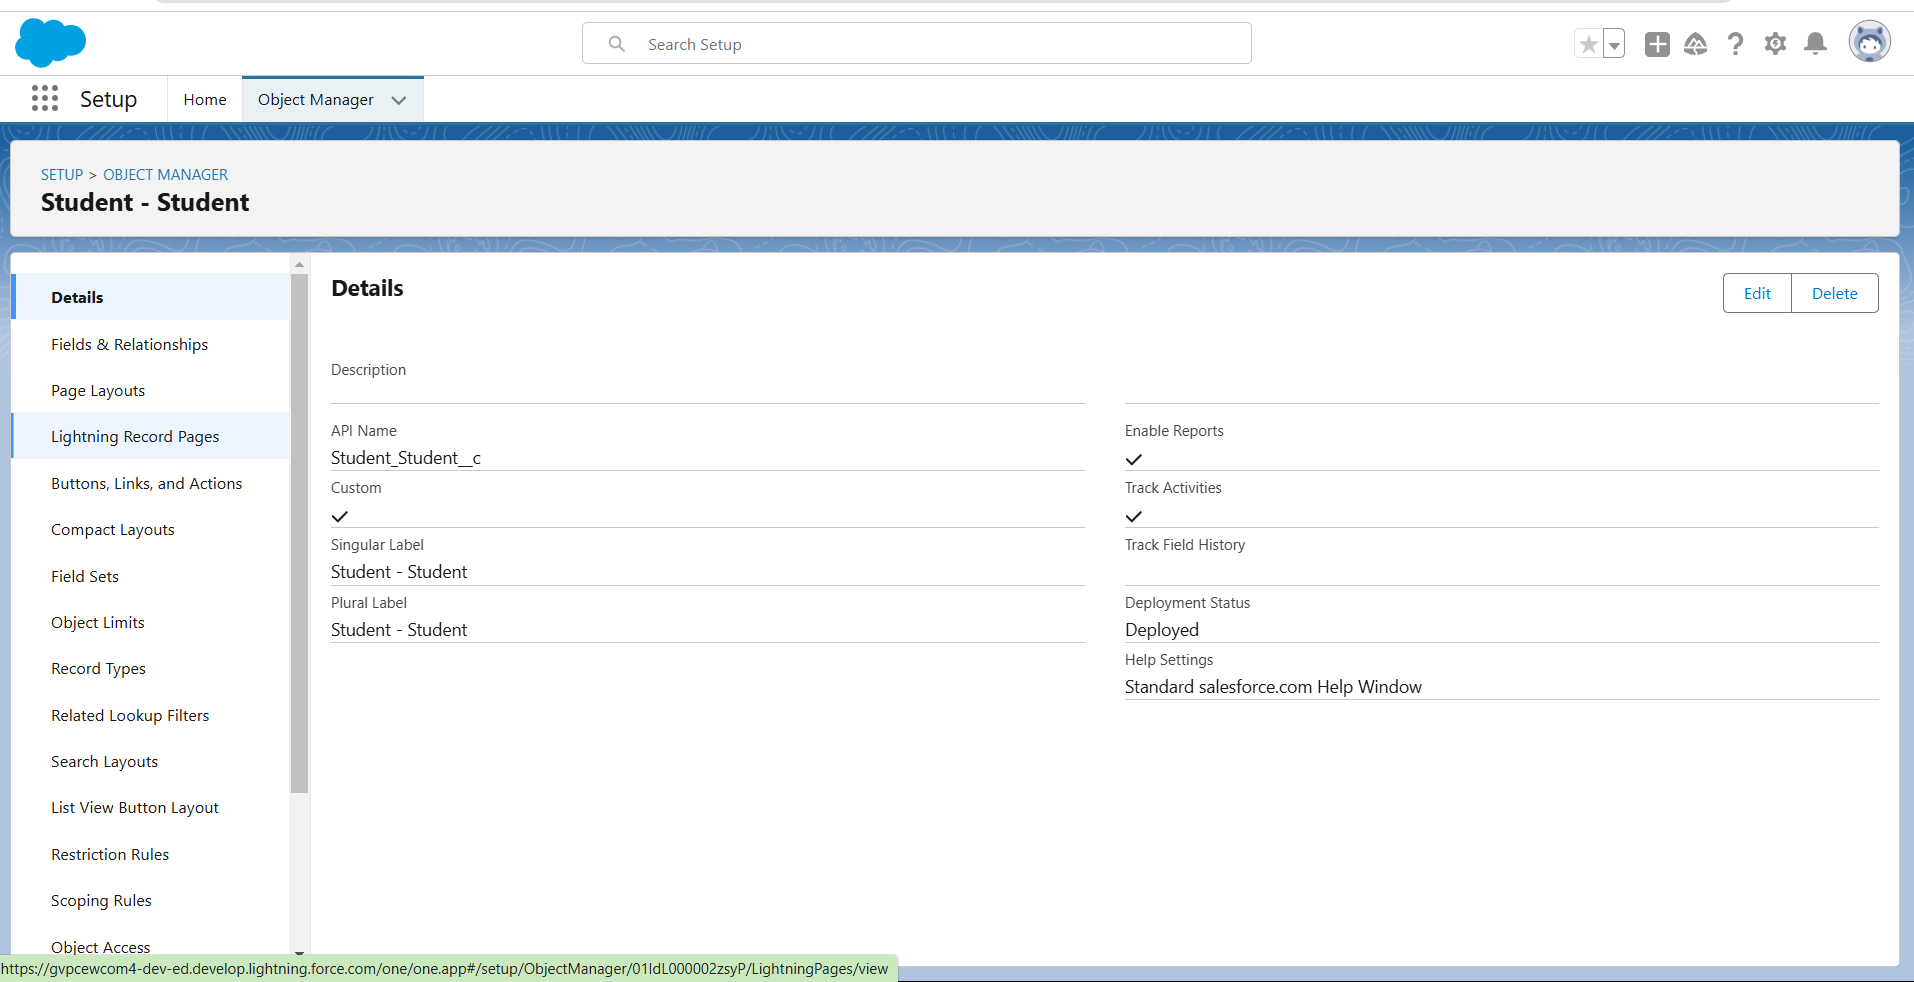 Search Setup
Setup
Home
Object Manager
SETUP > OBJECT MANAGER
Student - Student
Details
Fields & Relationships
Page Layouts
Lightning Record Pages
Buttons, Links, and Actions
Compact Layouts
Field Sets
Object Limits
Record Types
Related Lookup Filters
Search Layouts
List View Button Layout
Restriction Rules
Scoping Rules
Object Access
Details
Edit
Delete
Description
API Name
Student_Student__c
Custom
Singular Label
Student - Student
Plural Label
Student - Student
Enable Reports
Track Activities
Track Field History
Deployment Status
Deployed
Help Settings
Standard salesforce.com Help Window
https://gvpcewcom4-dev-ed.develop.lightning.force.com/one/one.app#/setup/ObjectManager/01IdL000002zsyP/LightningPages/view